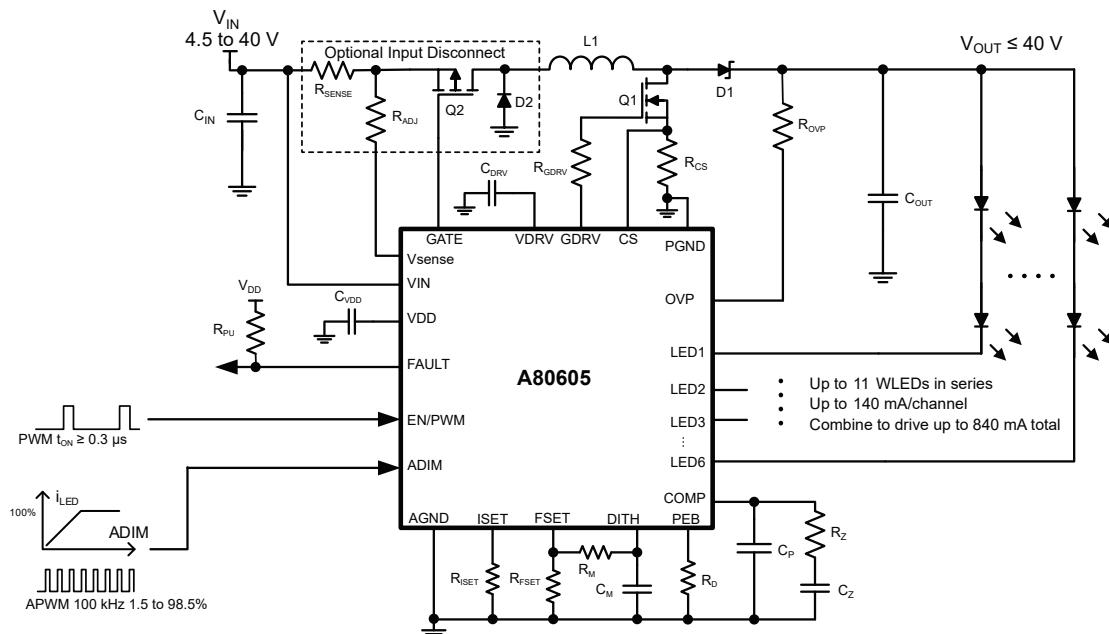 V_IN
4.5 to 40 V
Optional Input Disconnect
L1
V_OUT ≤ 40 V
R_SENSE
Q2
D2
Q1
D1
C_IN
R_ADJ
R_OVP
C_DRV
R_GDRV
R_CS
C_OUT
GATE
VDRV
GDRV
CS
PGND
Vsense
VIN
V_DD
C_VDD
OVP
R_PU
VDD
LED1
FAULT
A80605
LED2
• Up to 11 WLEDs in series
• Up to 140 mA/channel
• Combine to drive up to 840 mA total
LED3
EN/PWM
PWM t_ON ≥ 0.3 µs
ADIM
LED6
i_LED
100%
ADIM
COMP
AGND
ISET
FSET
DITH
PEB
R_Z
C_P
R_M
R_ISET
R_FSET
C_M
R_D
C_Z
APWM 100 kHz 1.5 to 98.5%